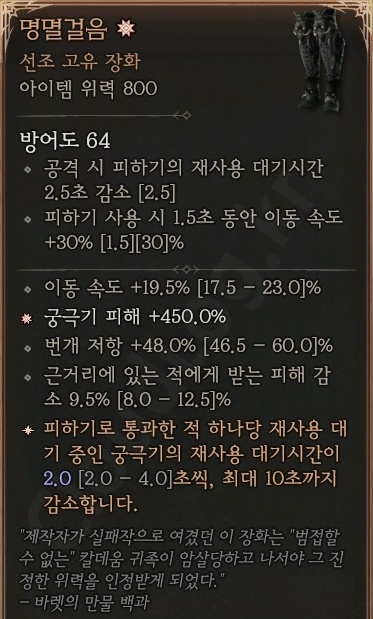 명멸걸음
선조 고유 장화
아이템 위력 800
방어도 64
공격 시 피하기의 재사용 대기시간
2.5초 감소 [2.5]
피하기 사용 시 1.5초 동안 이동 속도
+30% [1.5][30]%
이동 속도 +19.5% [17.5 – 23.0]%
궁극기 피해 +450.0%
번개 저항 +48.0% [46.5 – 60.0]%
근거리에 있는 적에게 받는 피해 감
소 9.5% [8.0 – 12.5]%
피하기로 통과한 적 하나당 재사용 대
기 중인 궁극기의 재사용 대기시간이
2.0 [2.0 – 4.0]초씩, 최대 10초까지
감소합니다.
"제작자가 실패작으로 여겼던 이 장화는 "범접할
수 없는" 칼데움 귀족이 암살당하고 나서야 그 진
정한 위력을 인정받게 되었다."
– 바렛의 만물 백과